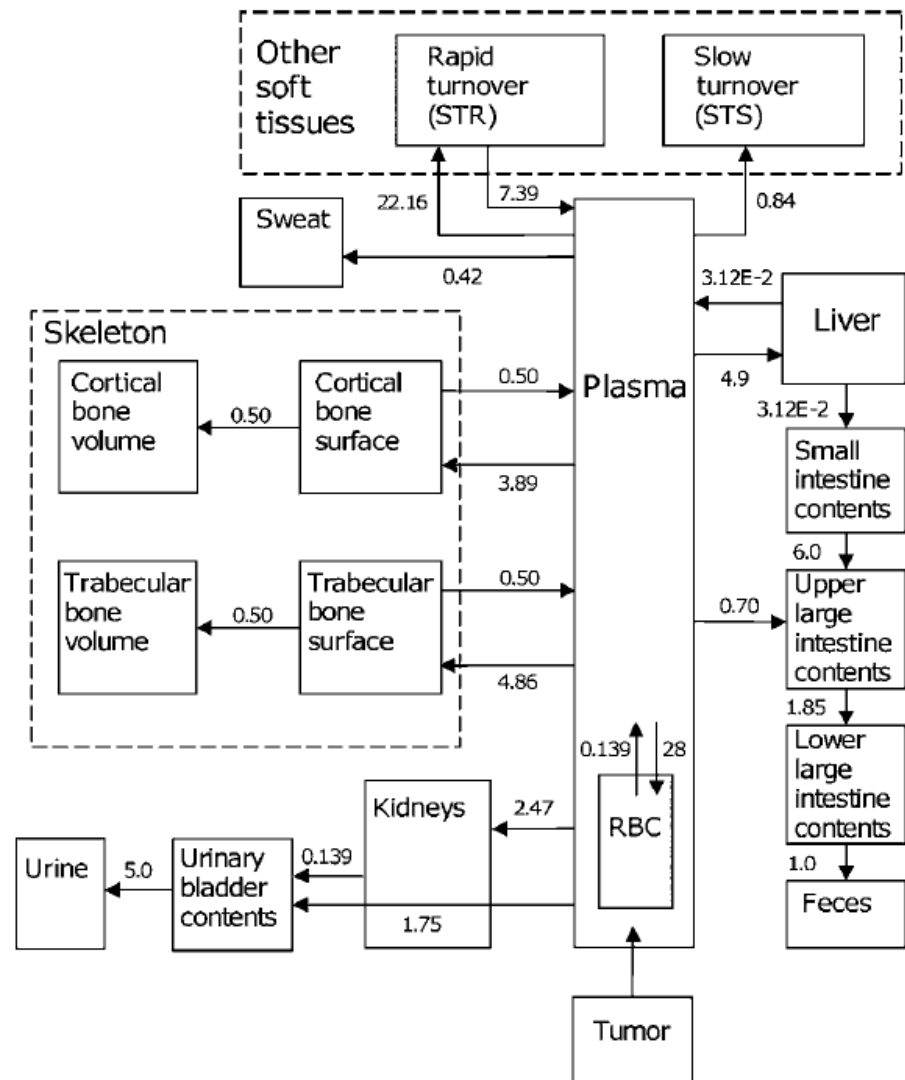 Other
soft
tissues
Rapid
turnover
(STR)
Slow
turnover
(STS)
22.16
7.39
0.84
Sweat
0.42
3.12E-2
Liver
4.9
3.12E-2
Plasma
Skeleton
Cortical
bone
volume
0.50
Cortical
bone
surface
0.50
3.89
Small
intestine
contents
6.0
Trabecular
bone
volume
0.50
Trabecular
bone
surface
0.50
4.86
0.70
Upper
large
intestine
contents
1.85
0.139
28
RBC
Lower
large
intestine
contents
1.0
Feces
Kidneys
2.47
0.139
1.75
Urinary
bladder
contents
5.0
Urine
Tumor